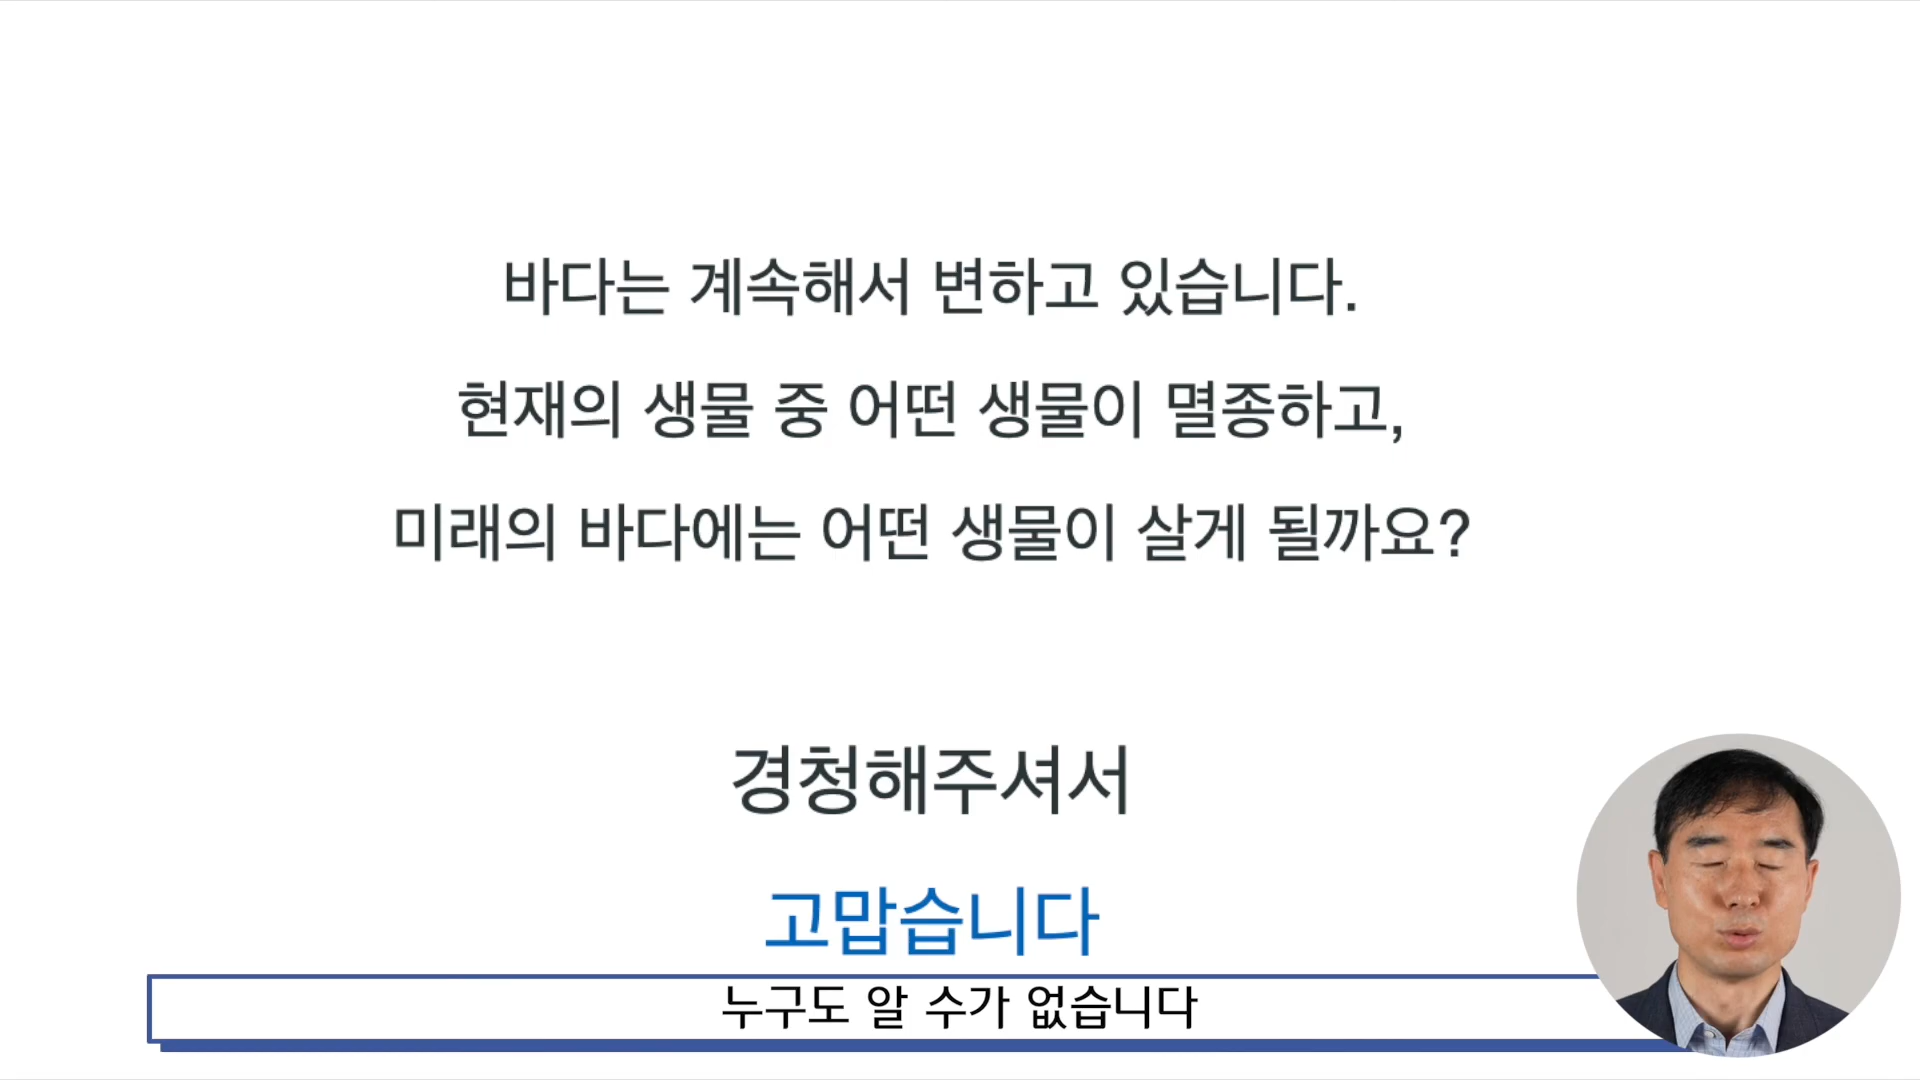 바다는 계속해서 변하고 있습니다.
현재의 생물 중 어떤 생물이 멸종하고,
미래의 바다에는 어떤 생물이 살게 될까요?
경청해주셔서
고맙습니다
누구도 알 수가 없습니다